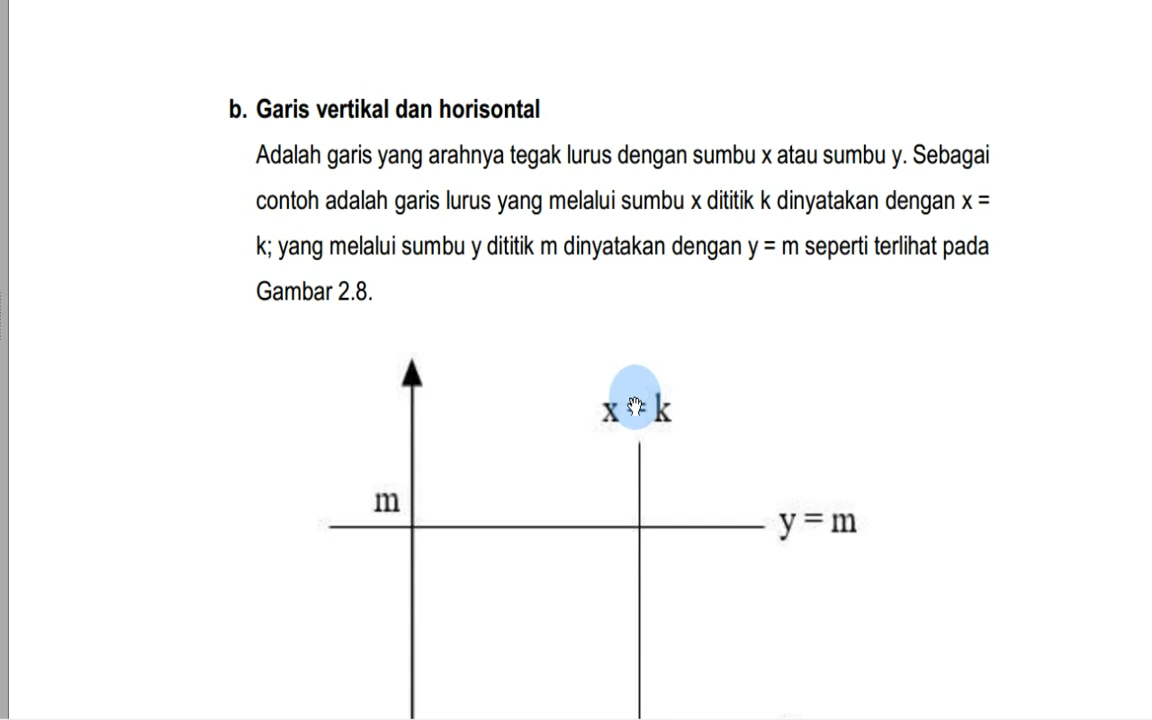 b. Garis vertikal dan horisontal
Adalah garis yang arahnya tegak lurus dengan sumbu x atau sumbu y. Sebagai
contoh adalah garis lurus yang melalui sumbu x dititik k dinyatakan dengan x =
k; yang melalui sumbu y dititik m dinyatakan dengan y = m seperti terlihat pada
Gambar 2.8.
x = k
m
y = m